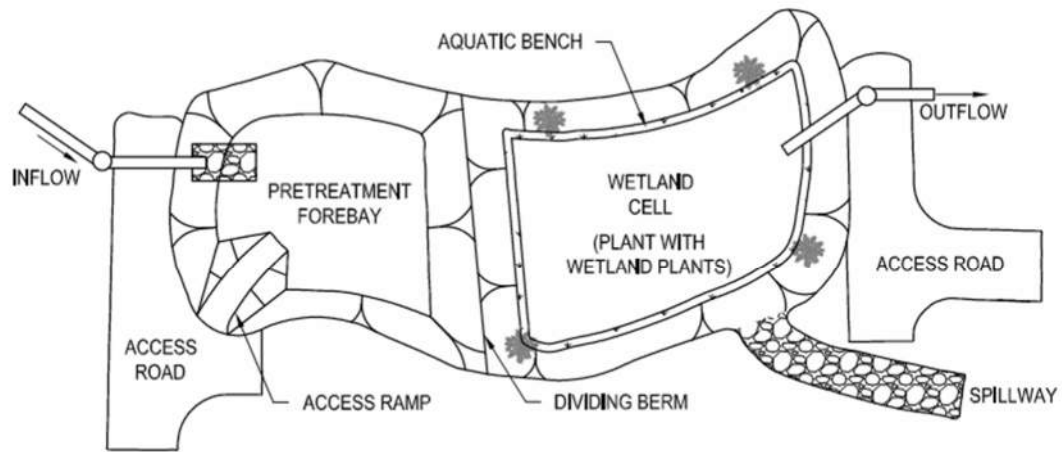 AQUATIC BENCH
INFLOW
OUTFLOW
PRETREATMENT
FOREBAY
WETLAND
CELL
(PLANT WITH
WETLAND PLANTS)
ACCESS ROAD
ACCESS
ROAD
ACCESS RAMP
DIVIDING BERM
SPILLWAY